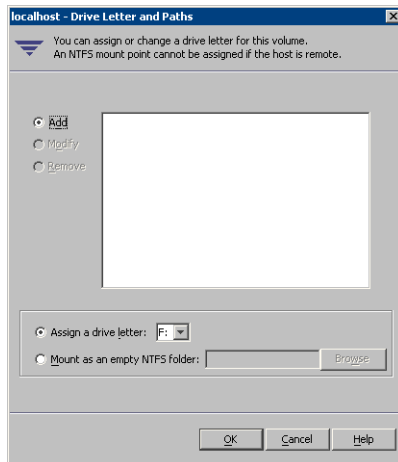 localhost - Drive Letter and Paths
You can assign or change a drive letter for this volume.
An NTFS mount point cannot be assigned if the host is remote.
Add
Modify
Remove
Assign a drive letter: F:
Mount as an empty NTFS folder: Browse
OK Cancel Help